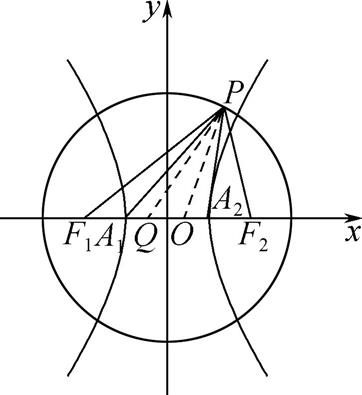 y
P
F₁ A₁ Q O A₂ F₂ x